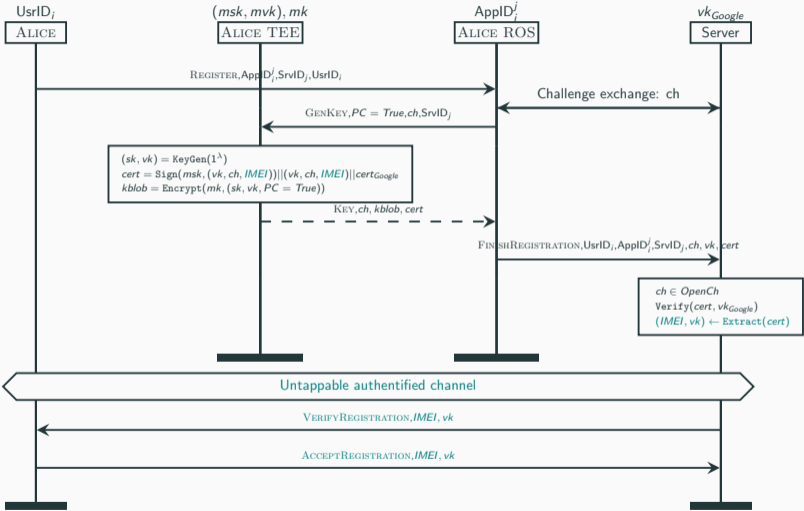 UsrID_i (msk, mvk), mk AppID_i^j vk_Google
ALICE ALICE TEE ALICE ROS Server
REGISTER,AppID_i^j,SrvID_j,UsrID_i
Challenge exchange: ch
GENKEY,PC = True,ch,SrvID_j
(sk, vk) = KeyGen(1^λ)
cert = Sign(msk, (vk, ch, IMEI))||(vk, ch, IMEI)||cert_Google
kblob = Encrypt(mk, (sk, vk, PC = True))
KEY,ch, kblob, cert
FINISHREGISTRATION,UsrID_i,AppID_i^j,SrvID_j,ch, vk, cert
ch ∈ OpenCh
Verify(cert, vk_Google)
(IMEI, vk) ← Extract(cert)
Untappable authentified channel
VERIFYREGISTRATION,IMEI, vk
ACCEPTREGISTRATION,IMEI, vk